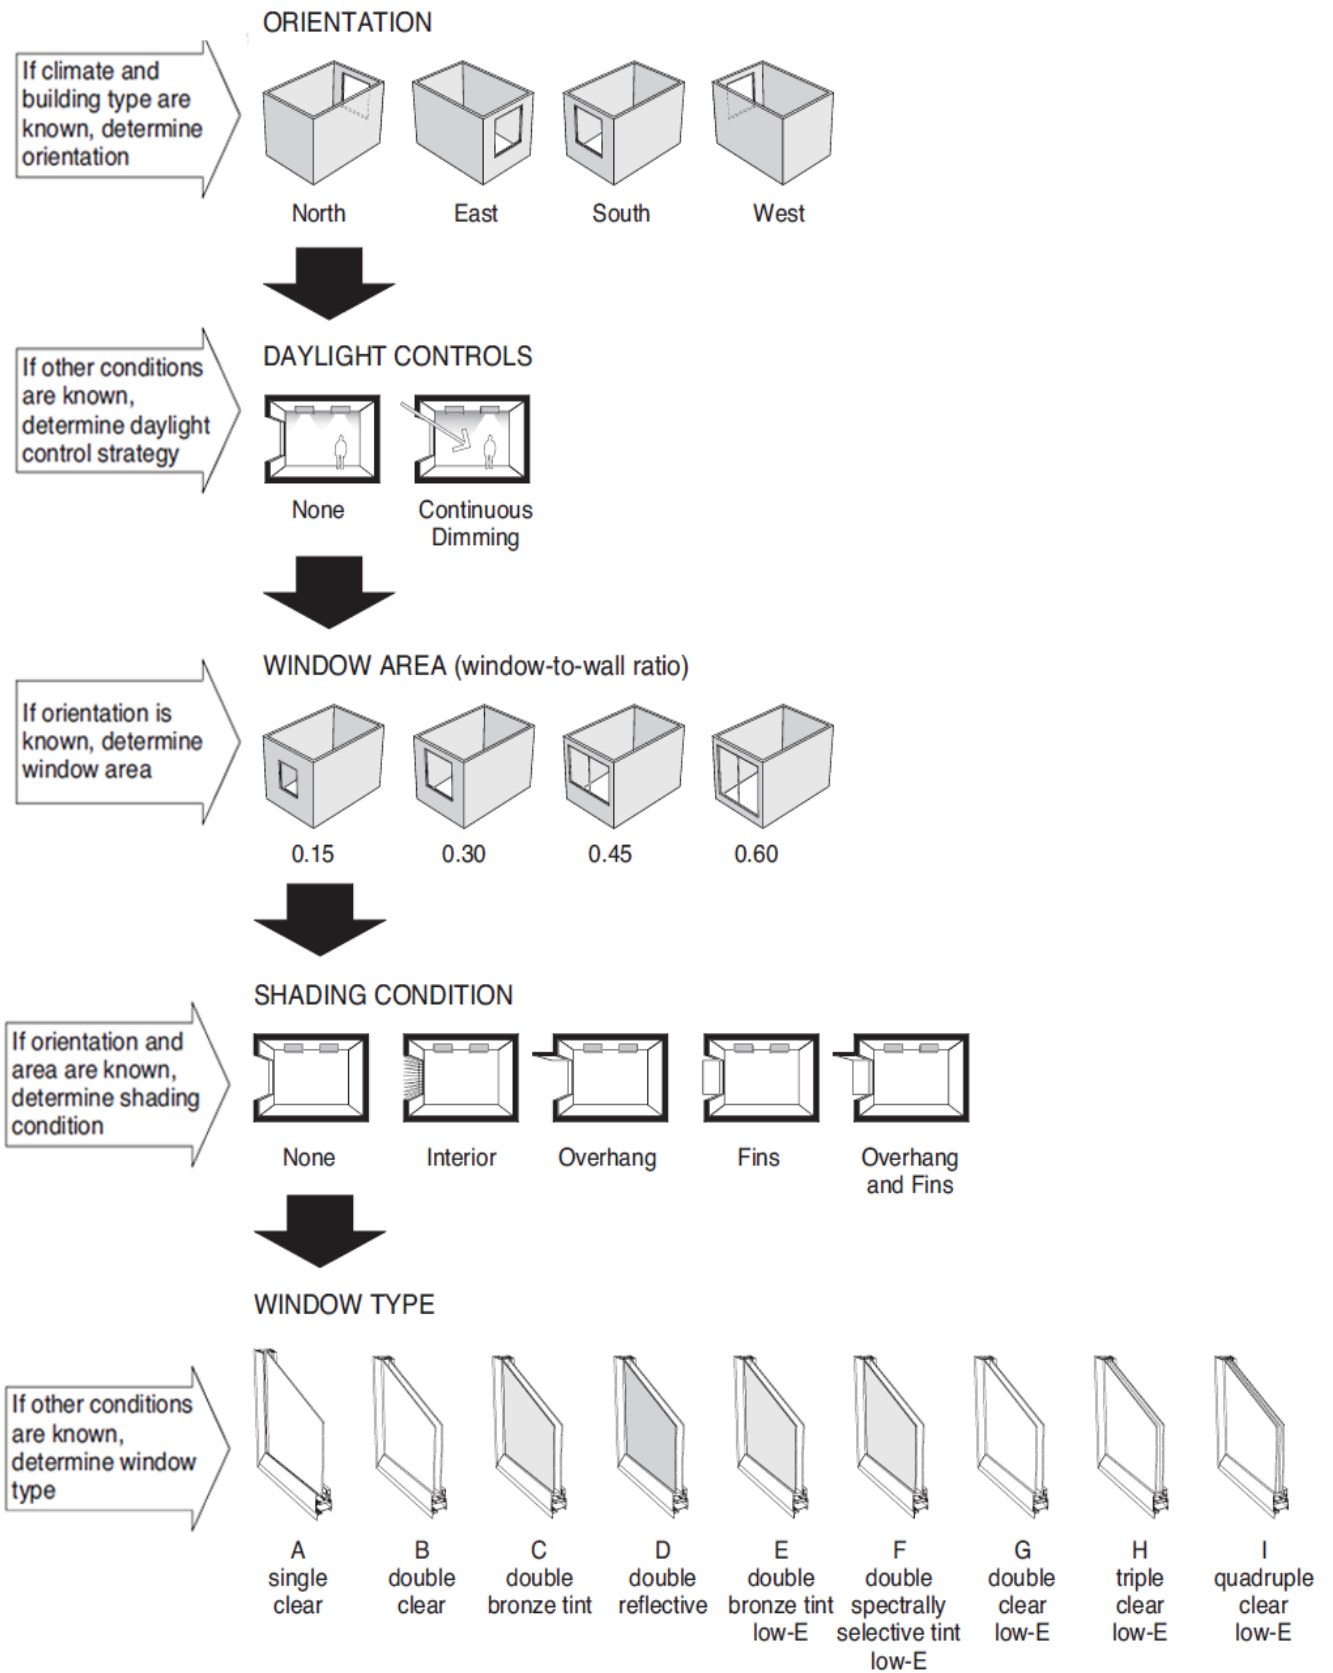 ORIENTATION
If climate and
building type are
known, determine
orientation
North East South West
DAYLIGHT CONTROLS
If other conditions
are known,
determine daylight
control strategy
None Continuous
Dimming
WINDOW AREA (window-to-wall ratio)
If orientation is
known, determine
window area
0.15 0.30 0.45 0.60
SHADING CONDITION
If orientation and
area are known,
determine shading
condition
None Interior Overhang Fins Overhang
and Fins
WINDOW TYPE
If other conditions
are known,
determine window
type
A
single
clear
B
double
clear
C
double
bronze tint
D
double
reflective
E
double
bronze tint
low-E
F
double
spectrally
selective tint
low-E
G
double
clear
low-E
H
triple
clear
low-E
I
quadruple
clear
low-E